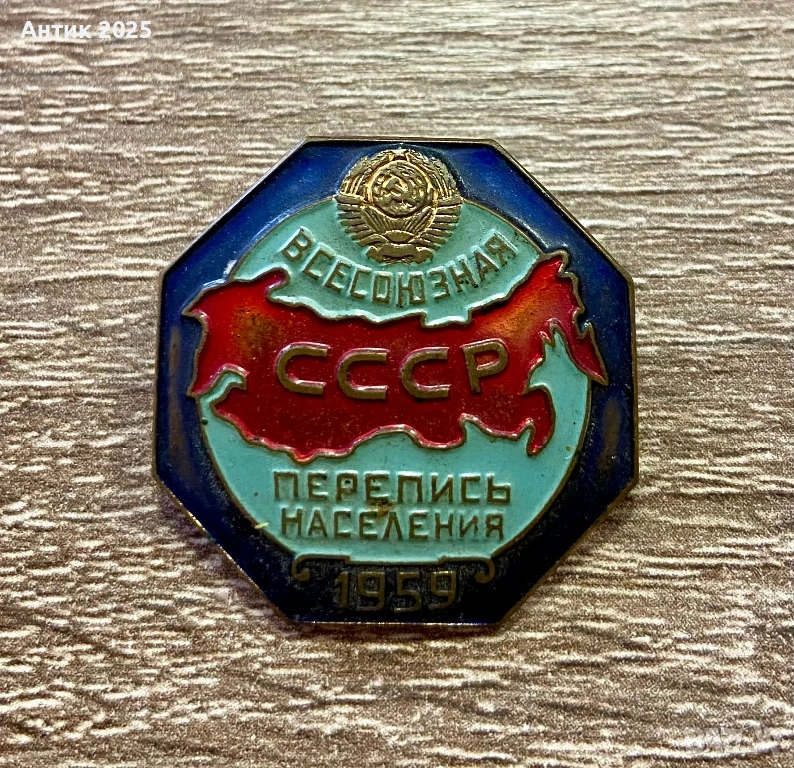 Антик 2025
ВСЕСОЮЗНАЯ
СССР
ПЕРЕПИСЬ
НАСЕЛЕНИЯ
1959